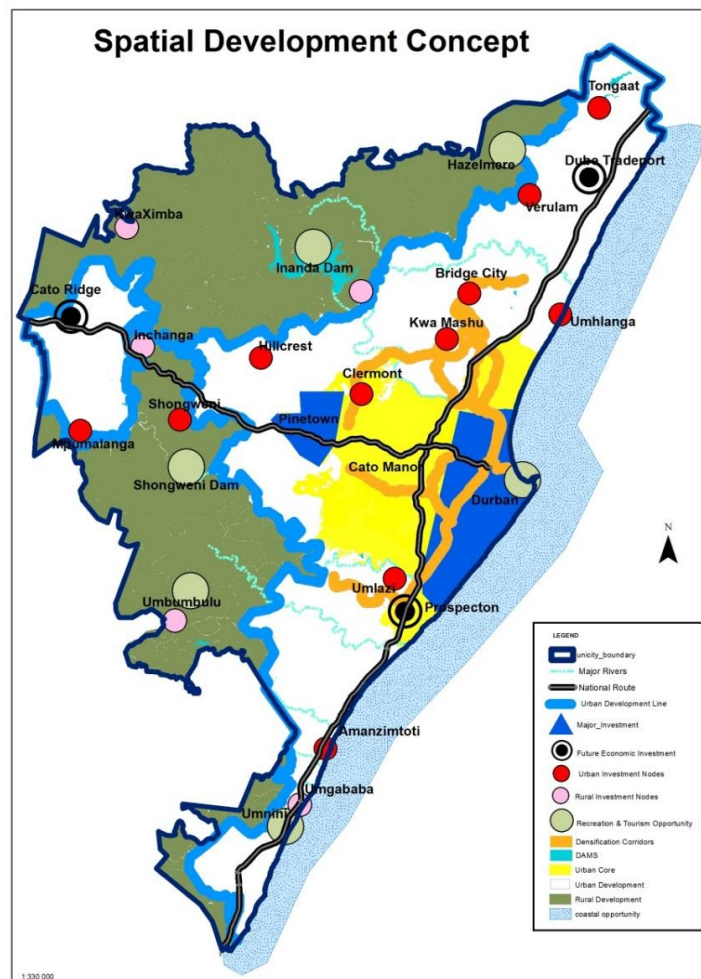 Spatial Development Concept
Tongaat
Hazelmere
Dube Tradeport
Verulam
KwaXimba
Inanda Dam
Bridge City
Cato Ridge
Umhlanga
Kwa Mashu
Inchanga
Hillcrest
Clermont
Shongweni
Pinetown
Mpumalanga
Cato Manor
Shongweni Dam
Durban
N
Umlazi
Umbumbulu
Prospecton
Amanzimtoti
Umgababa
Umnini
LEGEND
unicity_boundary
Major Rivers
National Route
Urban Development Line
Major_Investment
Future Economic Investment
Urban Investment Nodes
Rural Investment Nodes
Recreation & Tourism Opportunity
Densification Corridors
DAMS
Urban Core
Urban Development
Rural Development
coastal opportunity
1:330 000